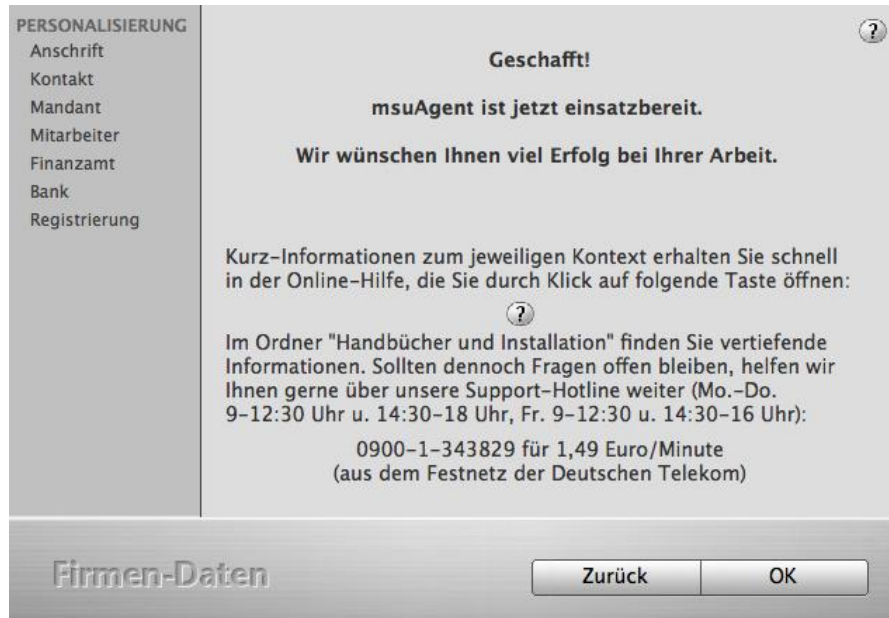 PERSONALISIERUNG
Anschrift
Kontakt
Mandant
Mitarbeiter
Finanzamt
Bank
Registrierung
?
Geschafft!
msuAgent ist jetzt einsatzbereit.
Wir wünschen Ihnen viel Erfolg bei Ihrer Arbeit.
Kurz-Informationen zum jeweiligen Kontext erhalten Sie schnell
in der Online-Hilfe, die Sie durch Klick auf folgende Taste öffnen:
?
Im Ordner "Handbücher und Installation" finden Sie vertiefende
Informationen. Sollten dennoch Fragen offen bleiben, helfen wir
Ihnen gerne über unsere Support-Hotline weiter (Mo.-Do.
9-12:30 Uhr u. 14:30-18 Uhr, Fr. 9-12:30 u. 14:30-16 Uhr):
0900-1-343829 für 1,49 Euro/Minute
(aus dem Festnetz der Deutschen Telekom)
Firmen-Daten
Zurück
OK